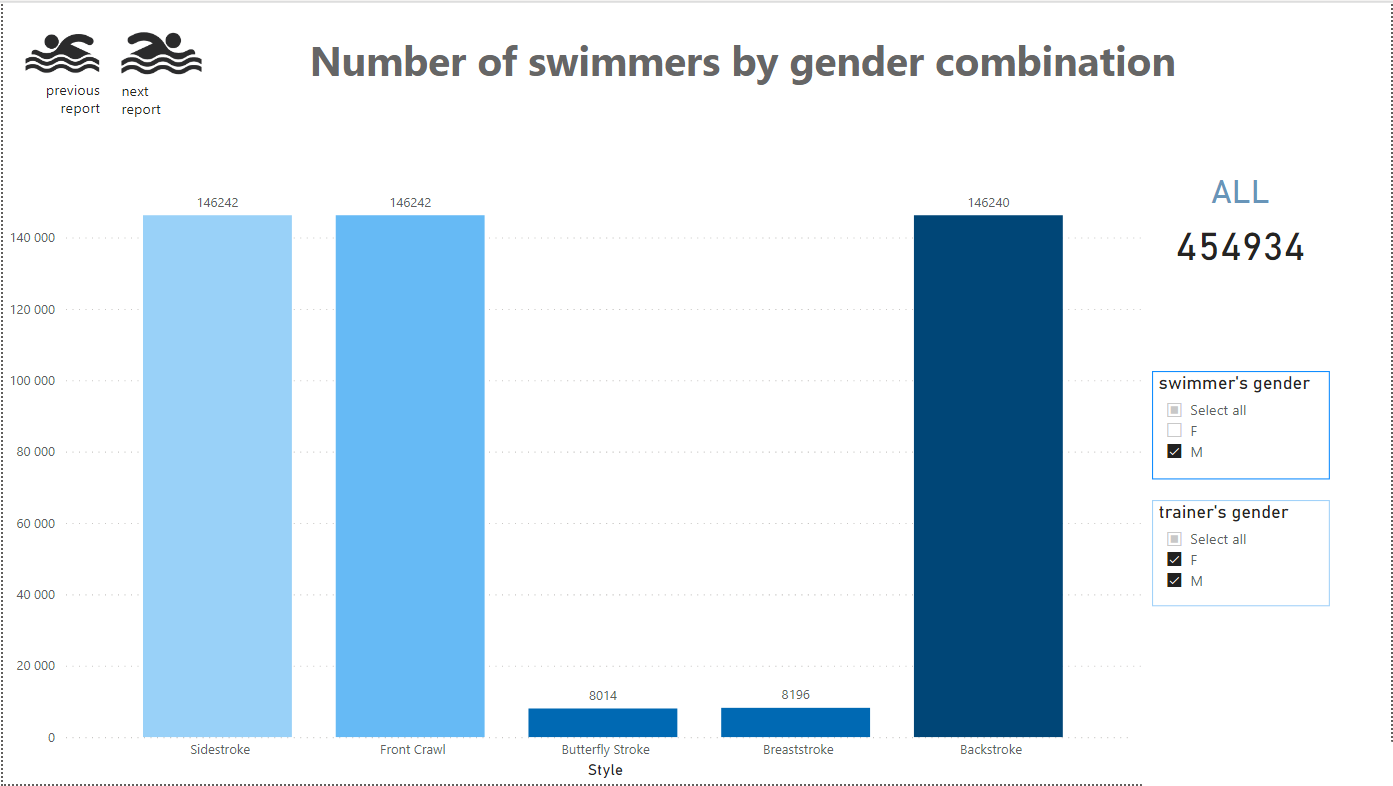 Number of swimmers by gender combination
previous
report
next
report
ALL
454934
146242
146242
8014
8196
146240
140 000
120 000
100 000
80 000
60 000
40 000
20 000
0
Sidestroke
Front Crawl
Butterfly Stroke
Breaststroke
Backstroke
Style
swimmer's gender
Select all
F
M
trainer's gender
Select all
F
M